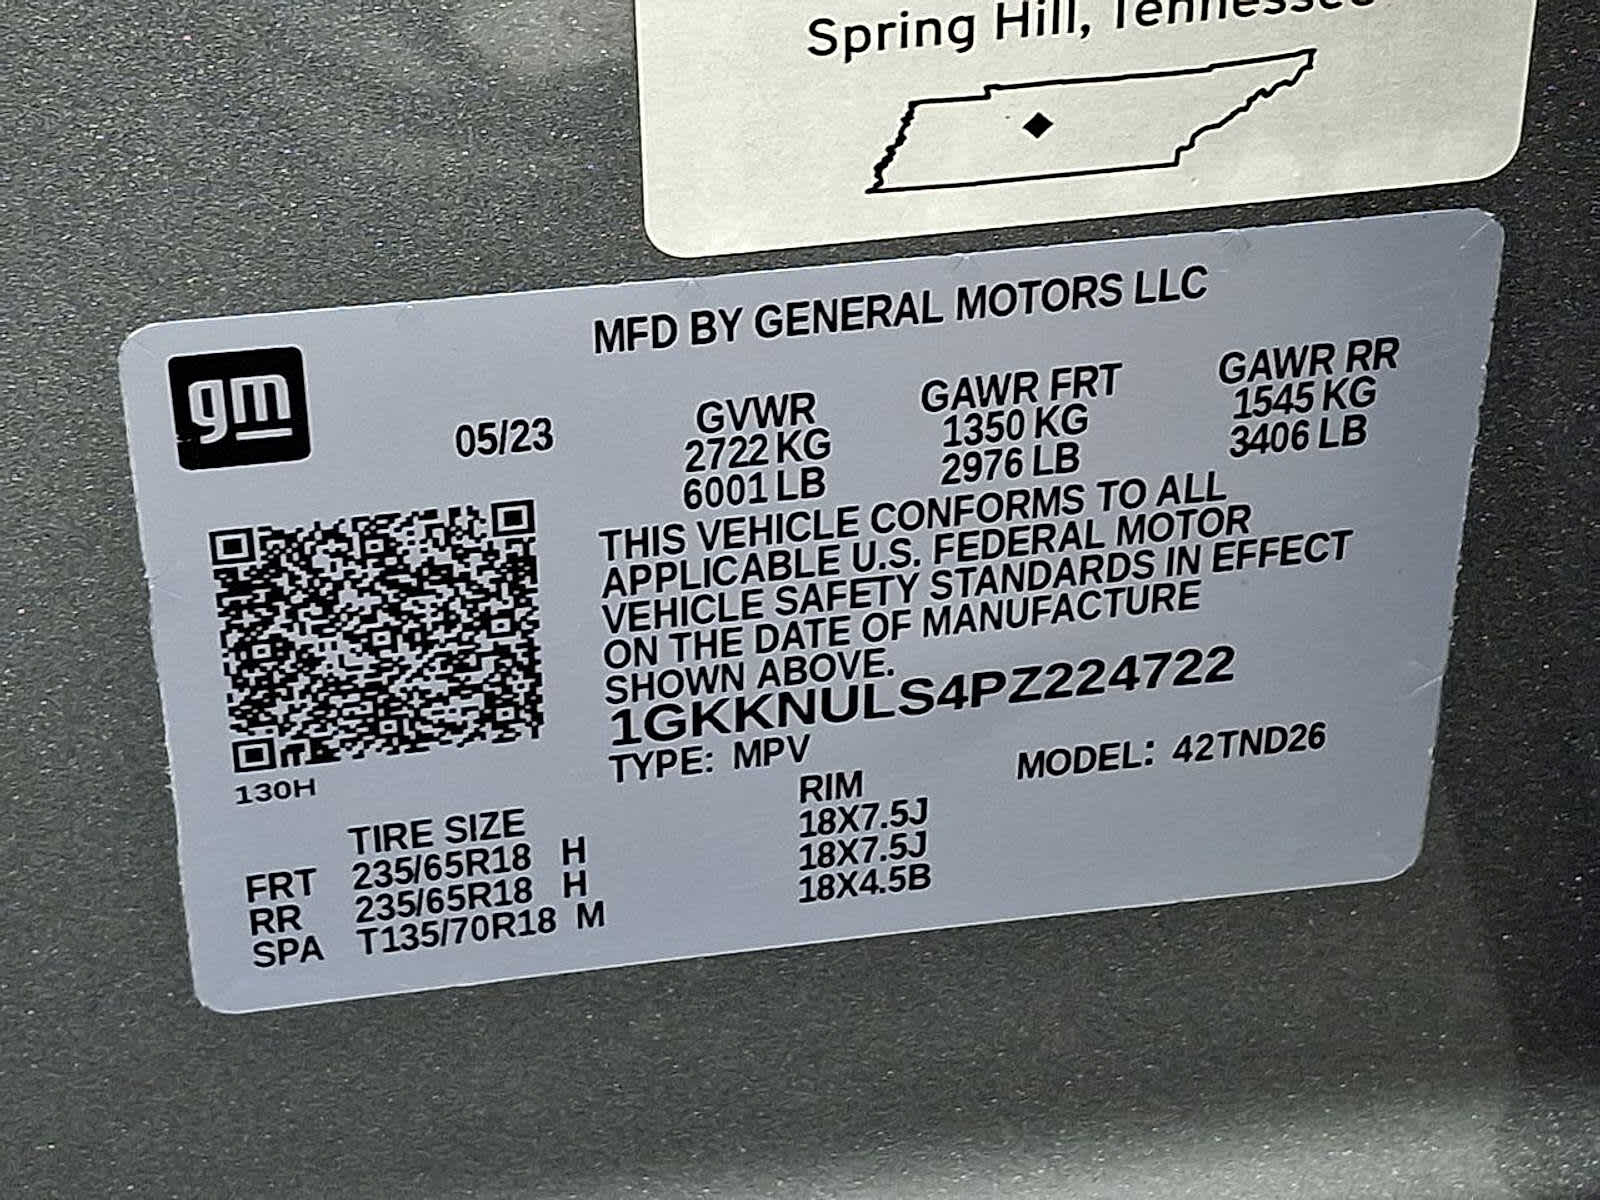 Spring Hill, Tennessee
MFD BY GENERAL MOTORS LLC
gm
05/23
GVWR
2722 KG
6001 LB
GAWR FRT
1350 KG
2976 LB
GAWR RR
1545 KG
3406 LB
THIS VEHICLE CONFORMS TO ALL
APPLICABLE U.S. FEDERAL MOTOR
VEHICLE SAFETY STANDARDS IN EFFECT
ON THE DATE OF MANUFACTURE
SHOWN ABOVE.
1GKKNULS4PZ224722
TYPE: MPV MODEL: 42TND26
130H
TIRE SIZE RIM
FRT 235/65R18 H 18X7.5J
RR 235/65R18 H 18X7.5J
SPA T135/70R18 M 18X4.5B